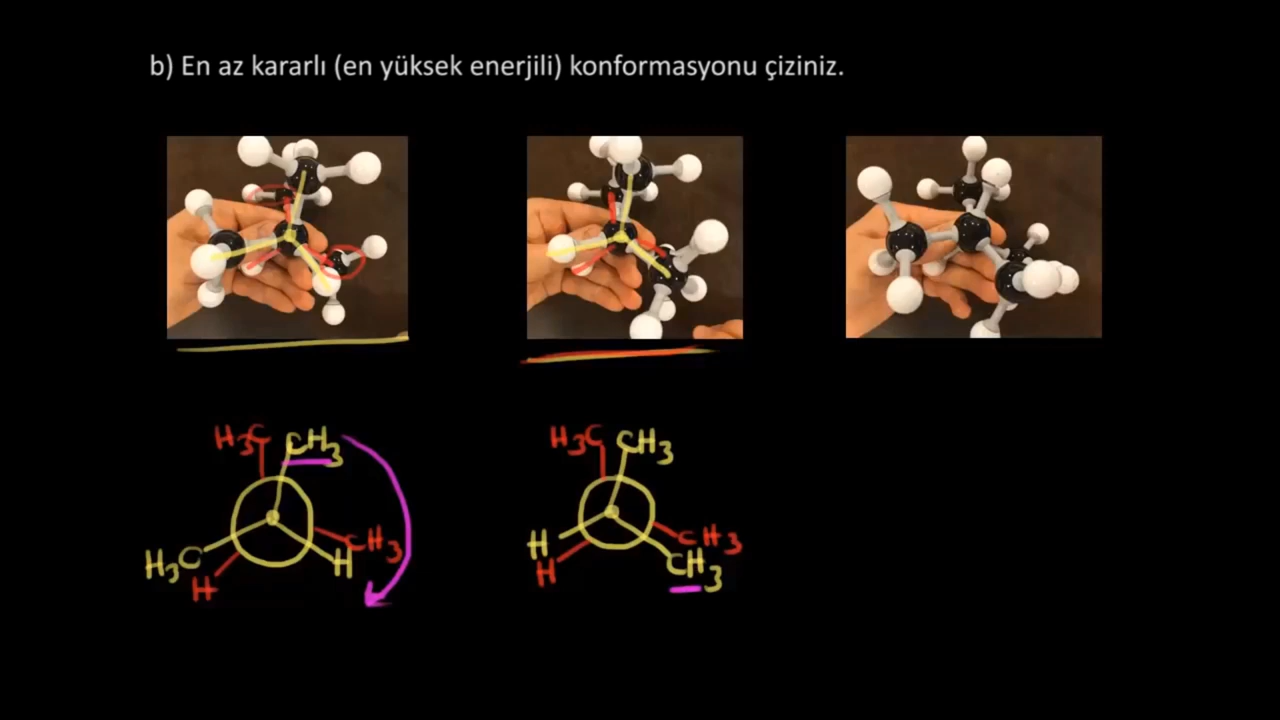 b) En az kararlı (en yüksek enerjili) konformasyonu çiziniz.
H3C CH3
CH3
H3C H
H
H3C CH3
H CH3
H CH3